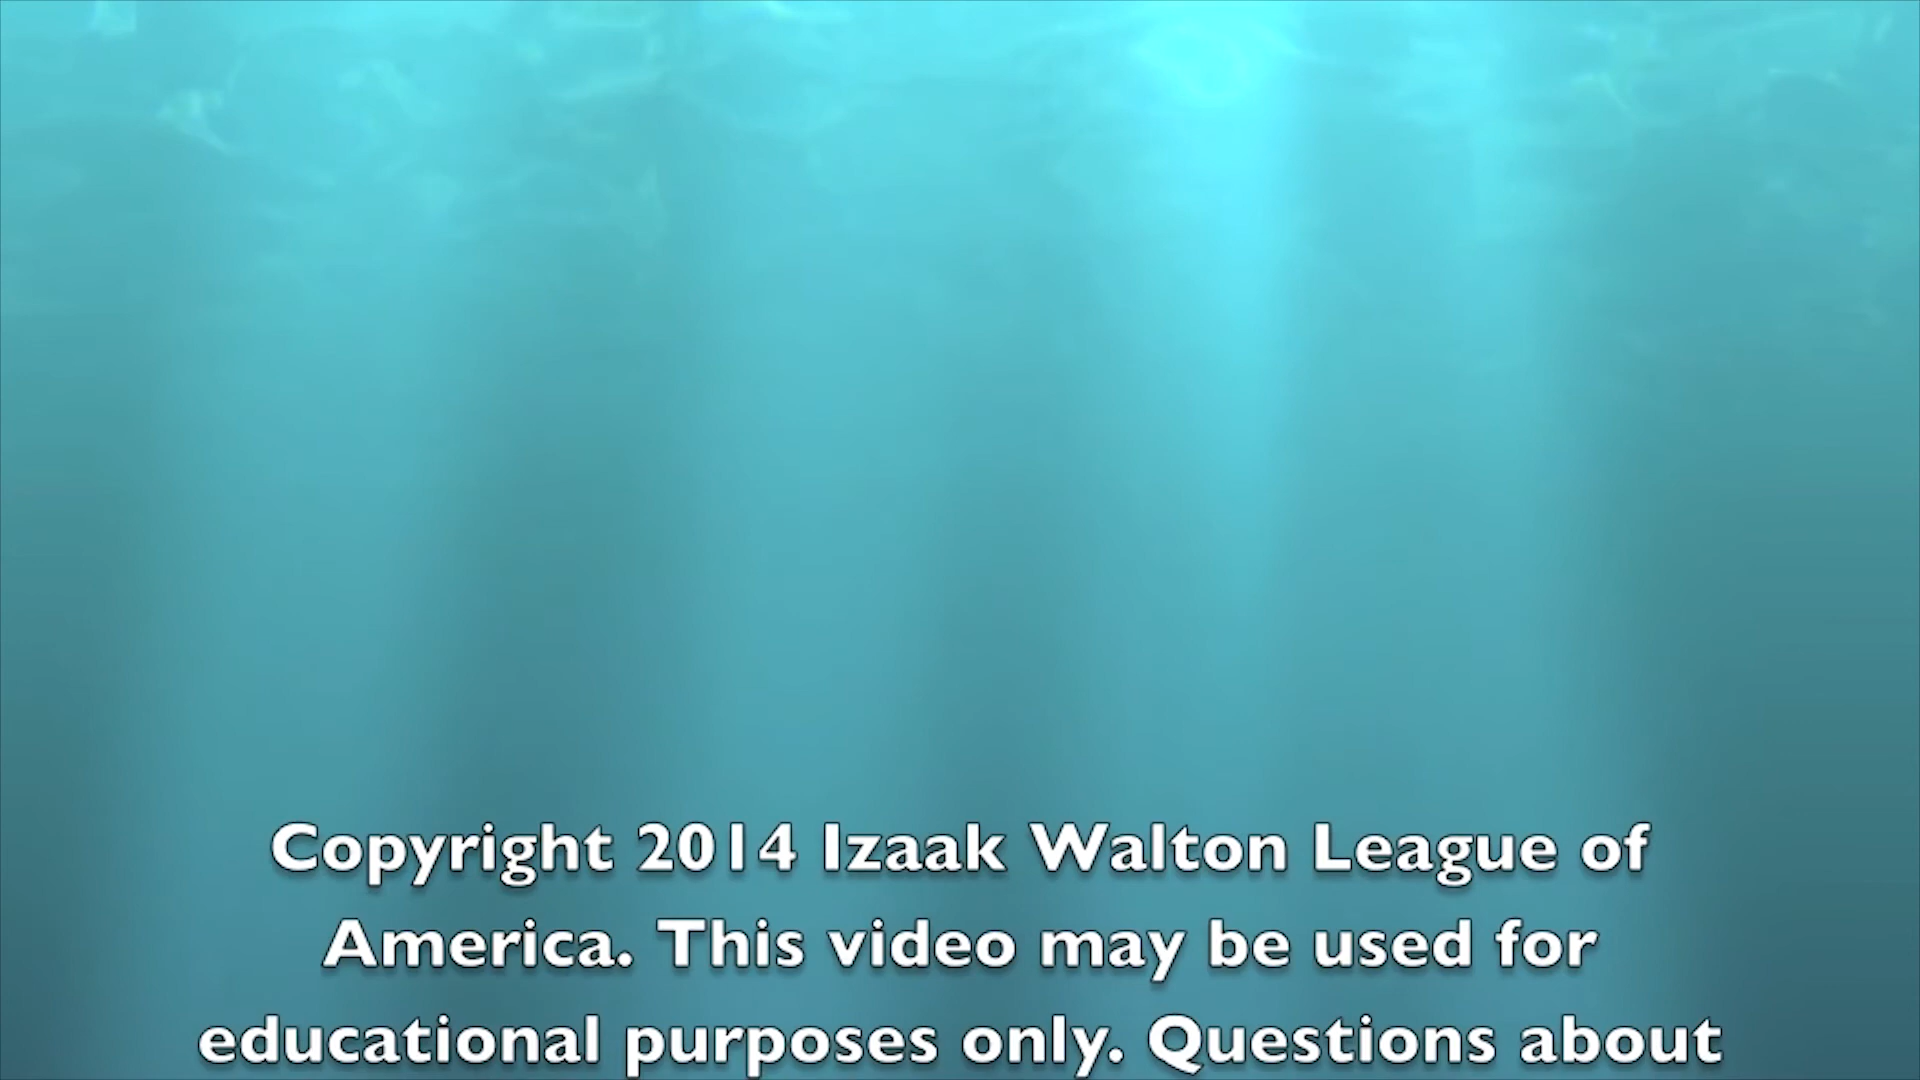 Copyright 2014 Izaak Walton League of
America. This video may be used for
educational purposes only. Questions about